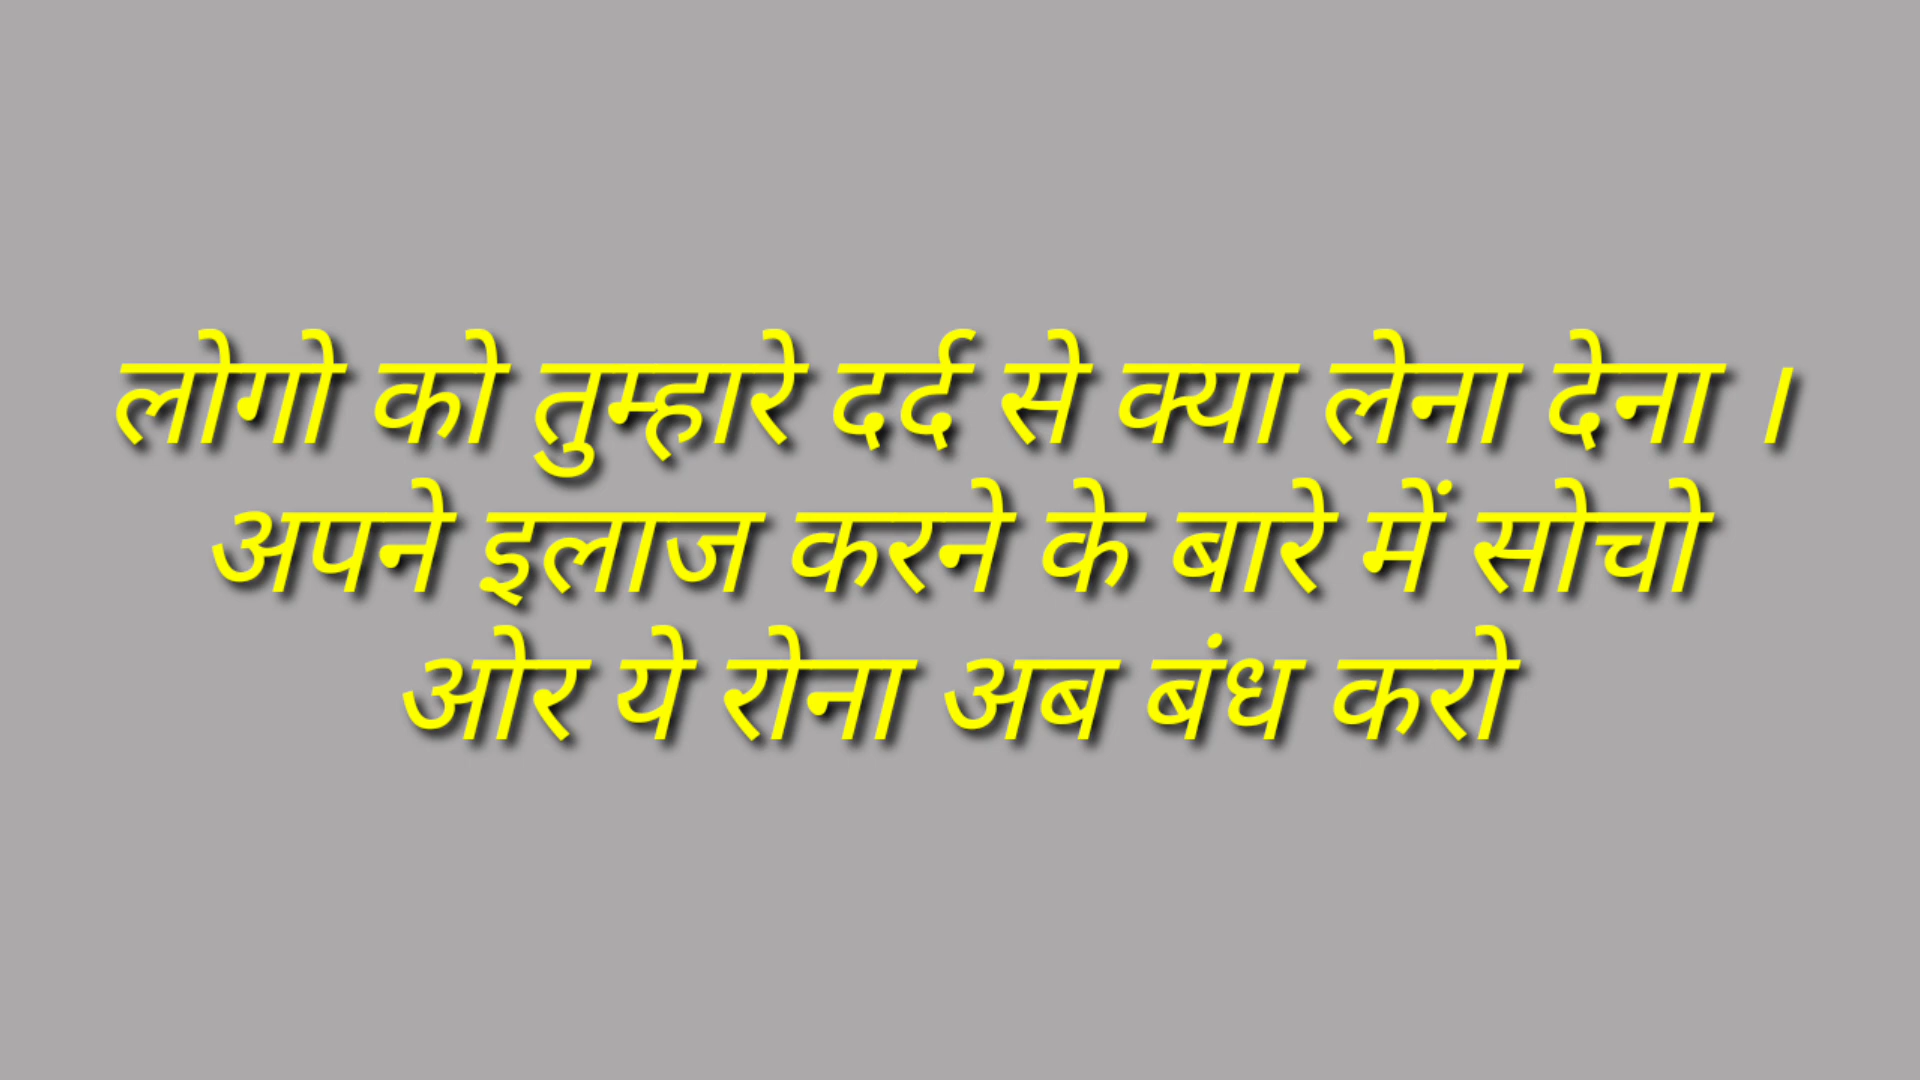 लोगो को तुम्हारे दर्द से क्या लेना देना ।
अपने इलाज करने के बारे में सोचो
ओर ये रोना अब बंध करो